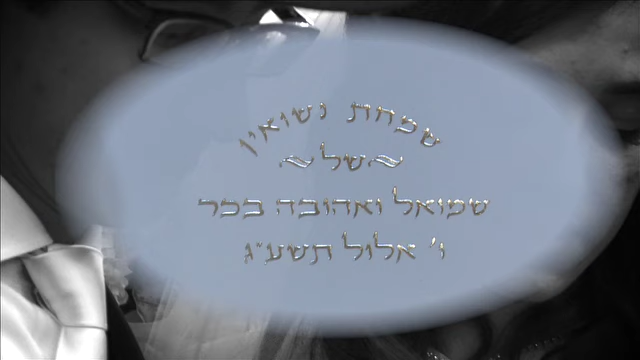 שמחת נשואין
~ של ~
שמואל ואהובה בכר
ו' אלול תשע"ג